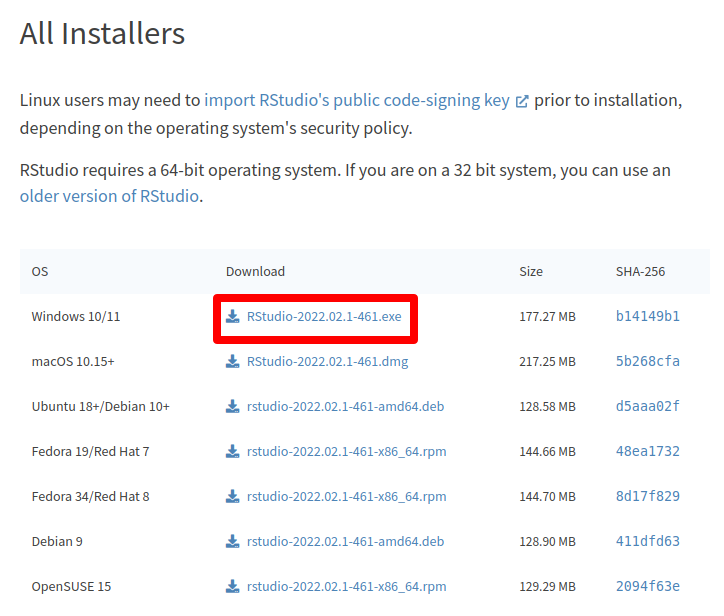 All Installers
Linux users may need to import RStudio's public code-signing key prior to installation,
depending on the operating system's security policy.
RStudio requires a 64-bit operating system. If you are on a 32 bit system, you can use an
older version of RStudio.
OS Download Size SHA-256
Windows 10/11 RStudio-2022.02.1-461.exe 177.27 MB b14149b1
macOS 10.15+ RStudio-2022.02.1-461.dmg 217.25 MB 5b268cfa
Ubuntu 18+/Debian 10+ rstudio-2022.02.1-461-amd64.deb 128.58 MB d5aaa02f
Fedora 19/Red Hat 7 rstudio-2022.02.1-461-x86_64.rpm 144.66 MB 48ea1732
Fedora 34/Red Hat 8 rstudio-2022.02.1-461-x86_64.rpm 144.70 MB 8d17f829
Debian 9 rstudio-2022.02.1-461-amd64.deb 128.90 MB 411dfd63
OpenSUSE 15 rstudio-2022.02.1-461-x86_64.rpm 129.29 MB 2094f63e